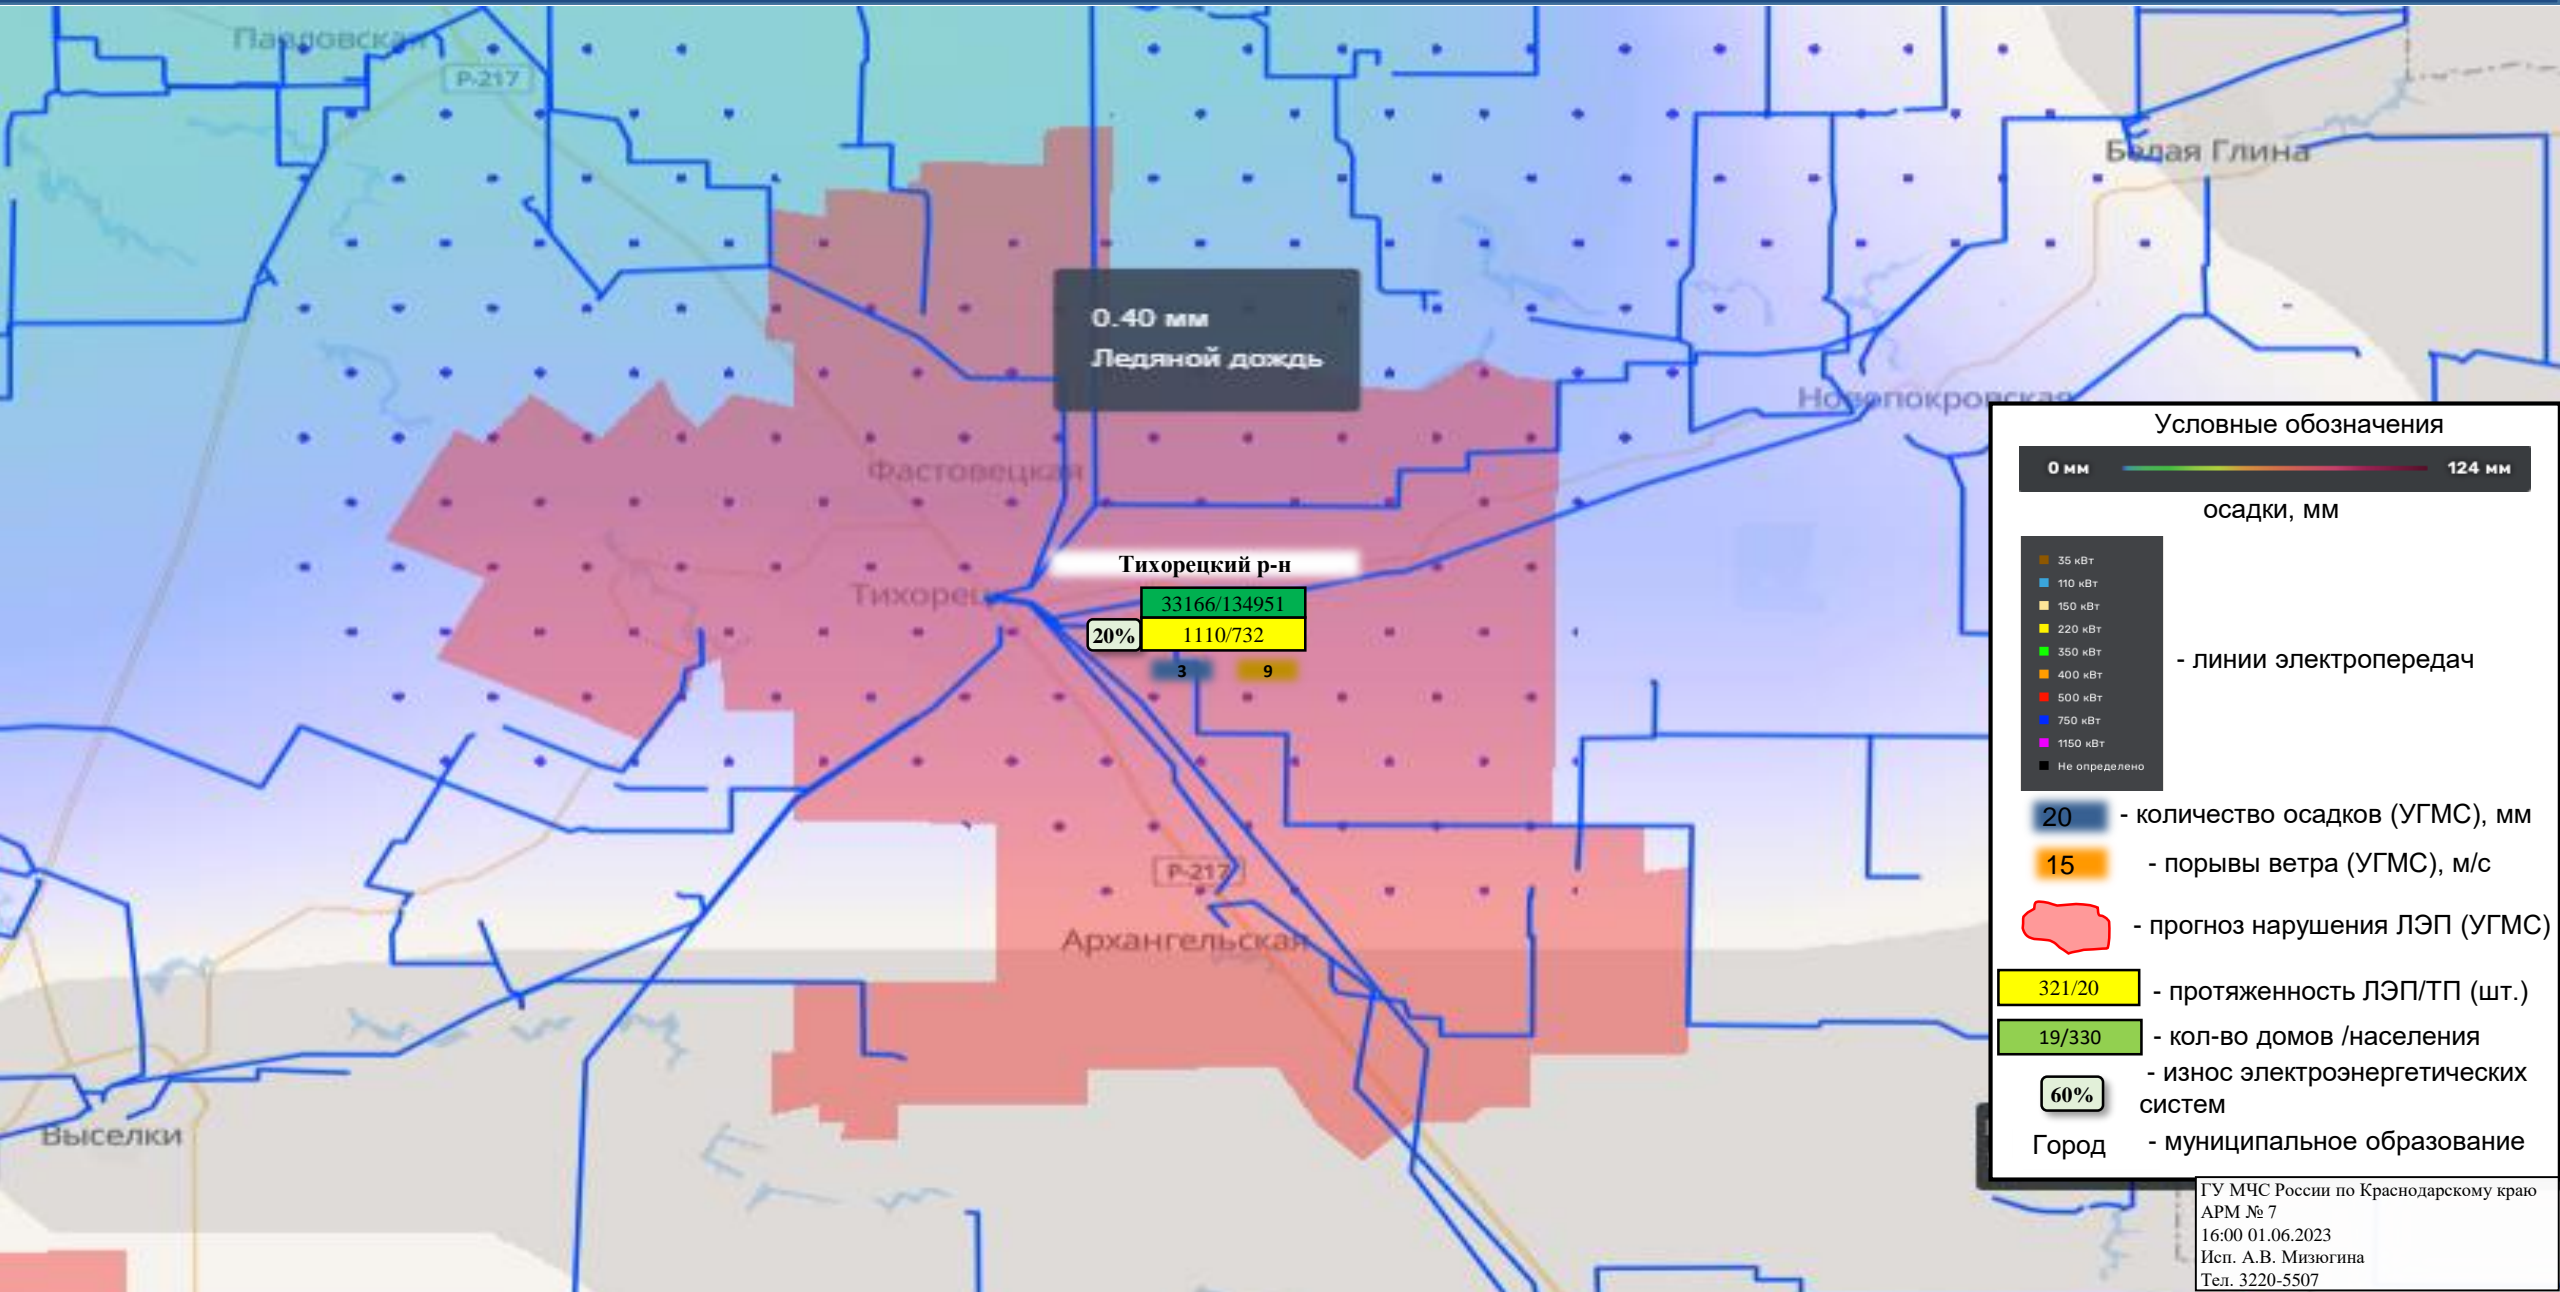 Павловская
Р-217
Белая Глина
0.40 мм
Ледяной дождь
Новопокровская
Фастовецкая
Тихорецк
Тихорецкий р-н
33166/134951
20%
1110/732
3
9
Р-217
Архангельская
Выселки
Условные обозначения
0 мм
124 мм
осадки, мм
35 кВт
110 кВт
150 кВт
220 кВт
350 кВт
400 кВт
500 кВт
750 кВт
1150 кВт
Не определено
- линии электропередач
20 - количество осадков (УГМС), мм
15 - порывы ветра (УГМС), м/с
- прогноз нарушения ЛЭП (УГМС)
321/20 - протяженность ЛЭП/ТП (шт.)
19/330 - кол-во домов /населения
60% - износ электроэнергетических
систем
Город - муниципальное образование
ГУ МЧС России по Краснодарскому краю
АРМ № 7
16:00 01.06.2023
Исп. А.В. Мизюгина
Тел. 3220-5507